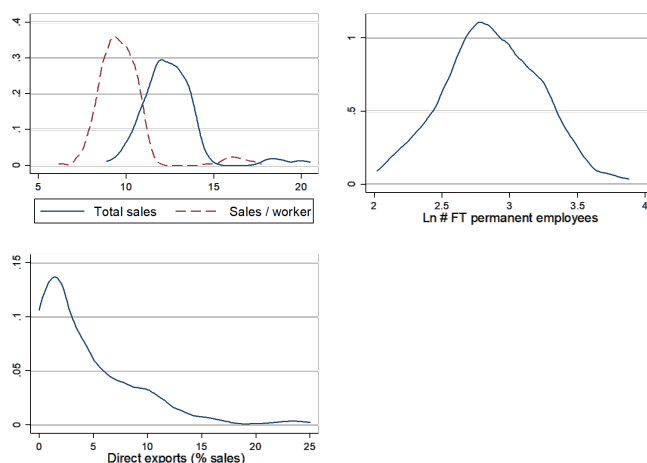 .4
.3
.2
.1
0
5 10 15 20
Total sales Sales / worker
1
.5
0
2 2.5 3 3.5 4
Ln # FT permanent employees
.15
.1
.05
0
0 5 10 15 20 25
Direct exports (% sales)